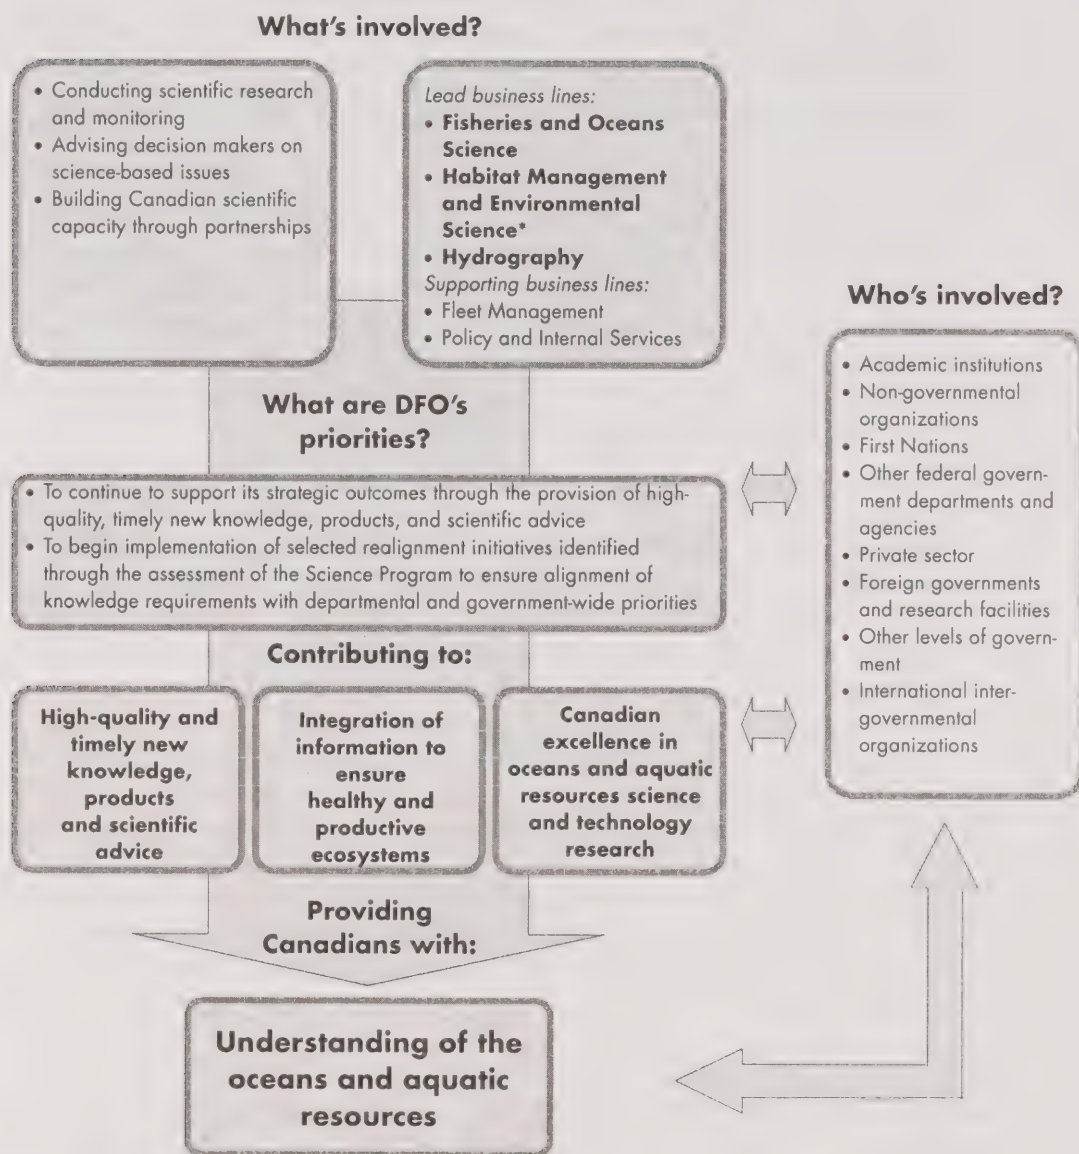 What's involved?
• Conducting scientific research
and monitoring
• Advising decision makers on
science-based issues
• Building Canadian scientific
capacity through partnerships
Lead business lines:
• Fisheries and Oceans
Science
• Habitat Management
and Environmental
Science*
• Hydrography
Supporting business lines:
• Fleet Management
• Policy and Internal Services
What are DFO's
priorities?
• To continue to support its strategic outcomes through the provision of high-
quality, timely new knowledge, products, and scientific advice
• To begin implementation of selected realignment initiatives identified
through the assessment of the Science Program to ensure alignment of
knowledge requirements with departmental and government-wide priorities
Contributing to:
High-quality and
timely new
knowledge,
products
and scientific
advice
Integration of
information to
ensure
healthy and
productive
ecosystems
Canadian
excellence in
oceans and aquatic
resources science
and technology
research
Providing
Canadians with:
Understanding of the
oceans and aquatic
resources
Who's involved?
• Academic institutions
• Non-governmental
organizations
• First Nations
• Other federal govern-
ment departments and
agencies
• Private sector
• Foreign governments
and research facilities
• Other levels of govern-
ment
• International inter-
governmental
organizations